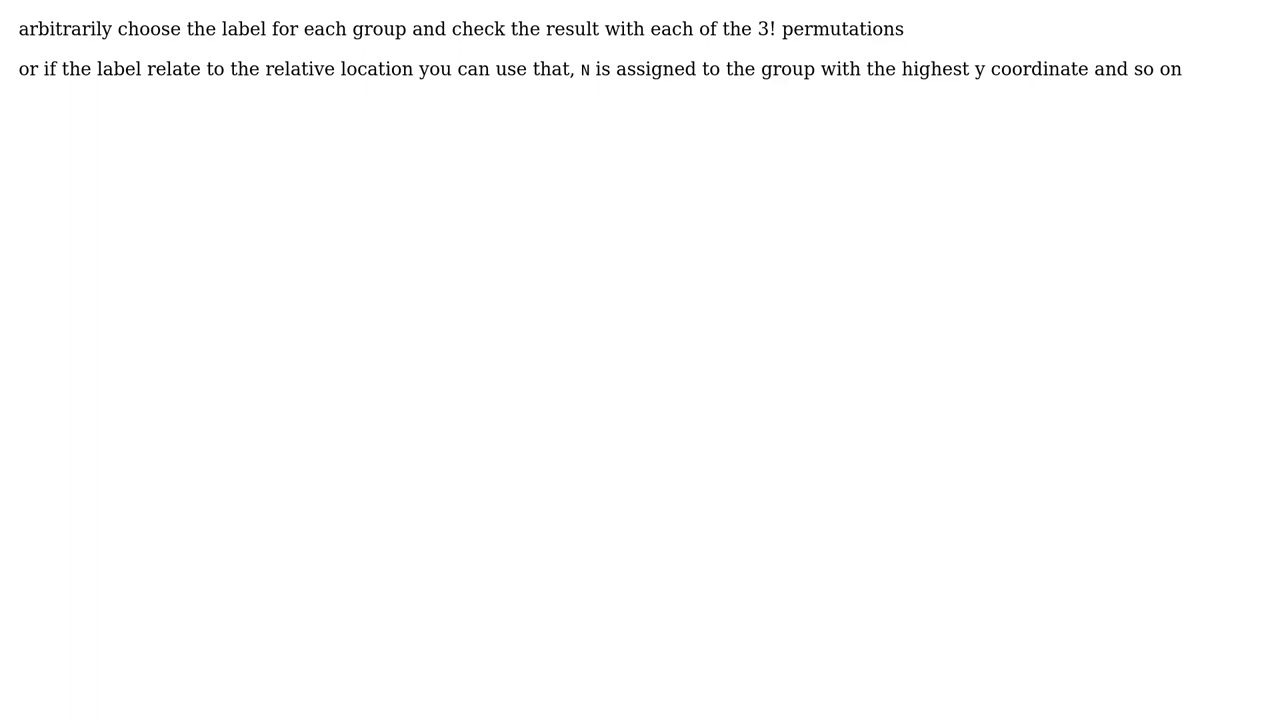 arbitrarily choose the label for each group and check the result with each of the 3! permutations
or if the label relate to the relative location you can use that, N is assigned to the group with the highest y coordinate and so on